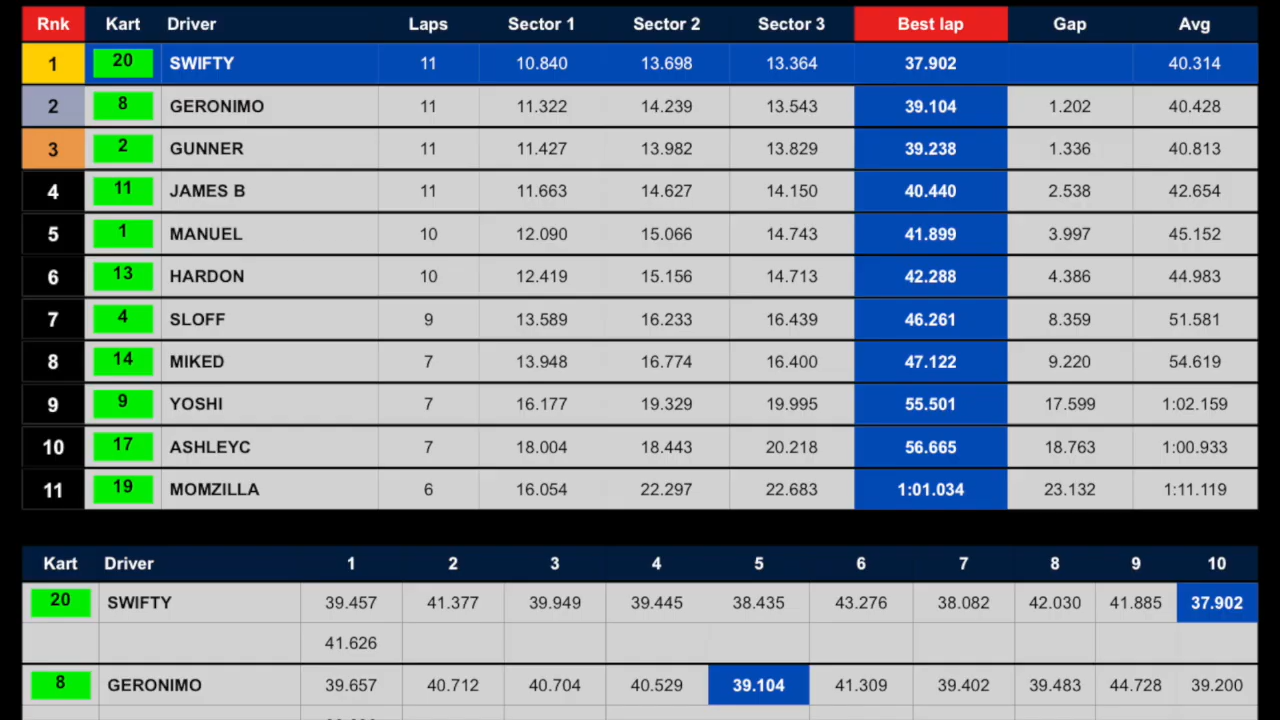 Rnk Kart Driver Laps Sector 1 Sector 2 Sector 3 Best lap Gap Avg
1 20 SWIFTY 11 10.840 13.698 13.364 37.902 40.314
2 8 GERONIMO 11 11.322 14.239 13.543 39.104 1.202 40.428
3 2 GUNNER 11 11.427 13.982 13.829 39.238 1.336 40.813
4 11 JAMES B 11 11.663 14.627 14.150 40.440 2.538 42.654
5 1 MANUEL 10 12.090 15.066 14.743 41.899 3.997 45.152
6 13 HARDON 10 12.419 15.156 14.713 42.288 4.386 44.983
7 4 SLOFF 9 13.589 16.233 16.439 46.261 8.359 51.581
8 14 MIKED 7 13.948 16.774 16.400 47.122 9.220 54.619
9 9 YOSHI 7 16.177 19.329 19.995 55.501 17.599 1:02.159
10 17 ASHLEYC 7 18.004 18.443 20.218 56.665 18.763 1:00.933
11 19 MOMZILLA 6 16.054 22.297 22.683 1:01.034 23.132 1:11.119
Kart Driver 1 2 3 4 5 6 7 8 9 10
20 SWIFTY 39.457 41.377 39.949 39.445 38.435 43.276 38.082 42.030 41.885 37.902
41.626
8 GERONIMO 39.657 40.712 40.704 40.529 39.104 41.309 39.402 39.483 44.728 39.200